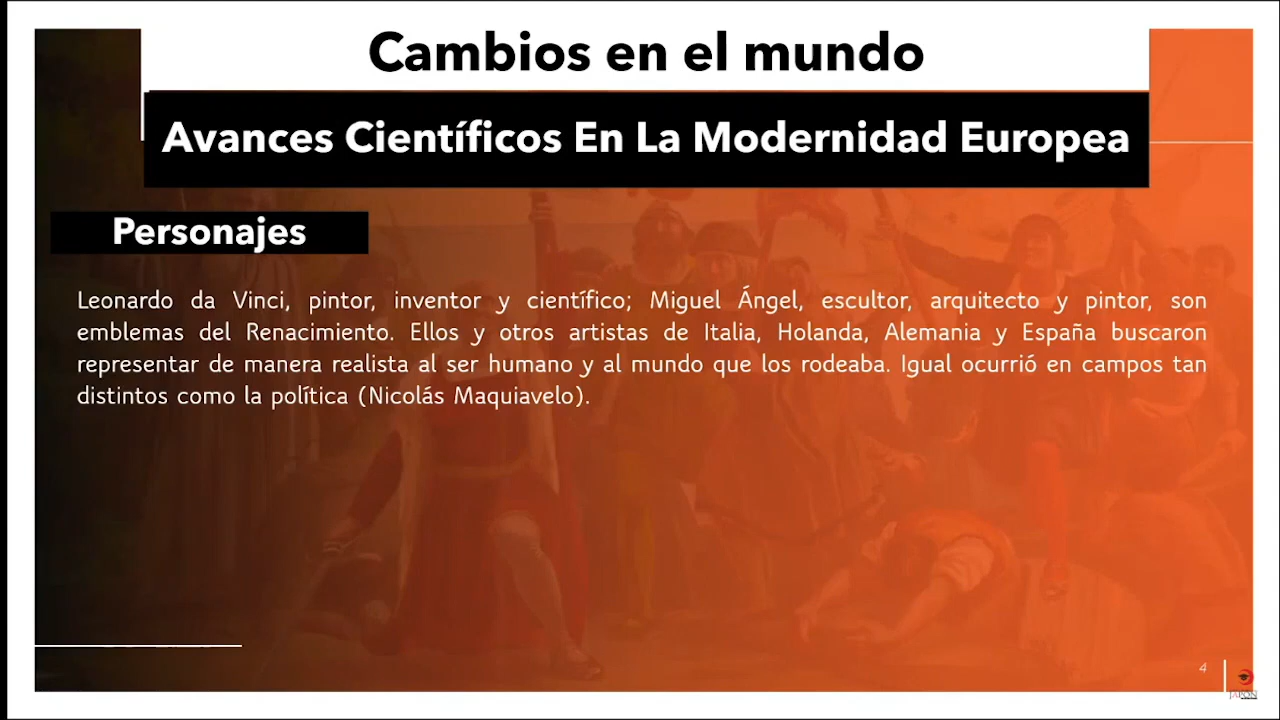 Cambios en el mundo
Avances Científicos En La Modernidad Europea
Personajes
Leonardo da Vinci, pintor, inventor y científico; Miguel Ángel, escultor, arquitecto y pintor, son
emblemas del Renacimiento. Ellos y otros artistas de Italia, Holanda, Alemania y España buscaron
representar de manera realista al ser humano y al mundo que los rodeaba. Igual ocurrió en campos tan
distintos como la política (Nicolás Maquiavelo).
4
JAPÓN